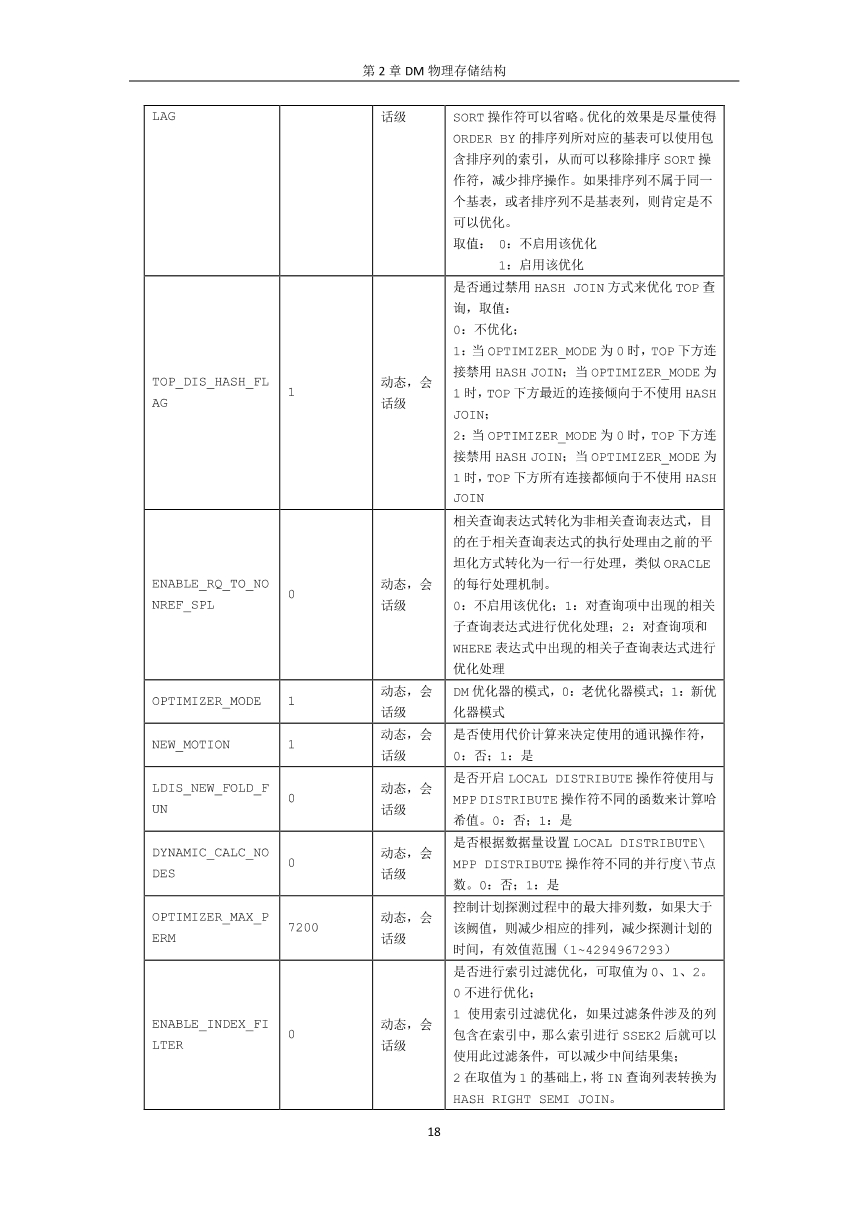 第 2 章 DM 物理存储结构
LAG
话级
SORT 操作符可以省略。优化的效果是尽量使得
ORDER BY 的排序列所对应的基表可以使用包
含排序列的索引，从而可以移除排序 SORT 操
作符，减少排序操作。如果排序列不属于同一
个基表，或者排序列不是基表列，则肯定是不
可以优化。
取值： 0：不启用该优化
1：启用该优化
TOP_DIS_HASH_FL
AG
1
动态，会
话级
是否通过禁用 HASH JOIN 方式来优化 TOP 查
询，取值：
0：不优化；
1：当 OPTIMIZER_MODE 为 0 时，TOP 下方连
接禁用 HASH JOIN；当 OPTIMIZER_MODE 为
1 时，TOP 下方最近的连接倾向于不使用 HASH
JOIN；
2：当 OPTIMIZER_MODE 为 0 时，TOP 下方连
接禁用 HASH JOIN；当 OPTIMIZER_MODE 为
1 时，TOP 下方所有连接都倾向于不使用 HASH
JOIN
ENABLE_RQ_TO_NO
NREF_SPL
0
动态，会
话级
相关查询表达式转化为非相关查询表达式，目
的在于相关查询表达式的执行处理由之前的平
坦化方式转化为一行一行处理，类似 ORACLE
的每行处理机制。
0：不启用该优化；1：对查询项中出现的相关
子查询表达式进行优化处理；2：对查询项和
WHERE 表达式中出现的相关子查询表达式进行
优化处理
OPTIMIZER_MODE
1
动态，会
话级
DM 优化器的模式，0：老优化器模式；1：新优
化器模式
NEW_MOTION
1
动态，会
话级
是否使用代价计算来决定使用的通讯操作符，
0：否；1：是
LDIS_NEW_FOLD_F
UN
0
动态，会
话级
是否开启 LOCAL DISTRIBUTE 操作符使用与
MPP DISTRIBUTE 操作符不同的函数来计算哈
希值。0：否；1：是
DYNAMIC_CALC_NO
DES
0
动态，会
话级
是否根据数据量设置 LOCAL DISTRIBUTE\
MPP DISTRIBUTE 操作符不同的并行度\节点
数。0：否；1：是
OPTIMIZER_MAX_P
ERM
7200
动态，会
话级
控制计划探测过程中的最大排列数，如果大于
该阀值，则减少相应的排列，减少探测计划的
时间，有效值范围（1~4294967293）
ENABLE_INDEX_FI
LTER
0
动态，会
话级
是否进行索引过滤优化，可取值为 0、1、2。
0 不进行优化；
1 使用索引过滤优化，如果过滤条件涉及的列
包含在索引中，那么索引进行 SSEK2 后就可以
使用此过滤条件，可以减少中间结果集；
2 在取值为 1 的基础上，将 IN 查询列表转换为
HASH RIGHT SEMI JOIN。
18